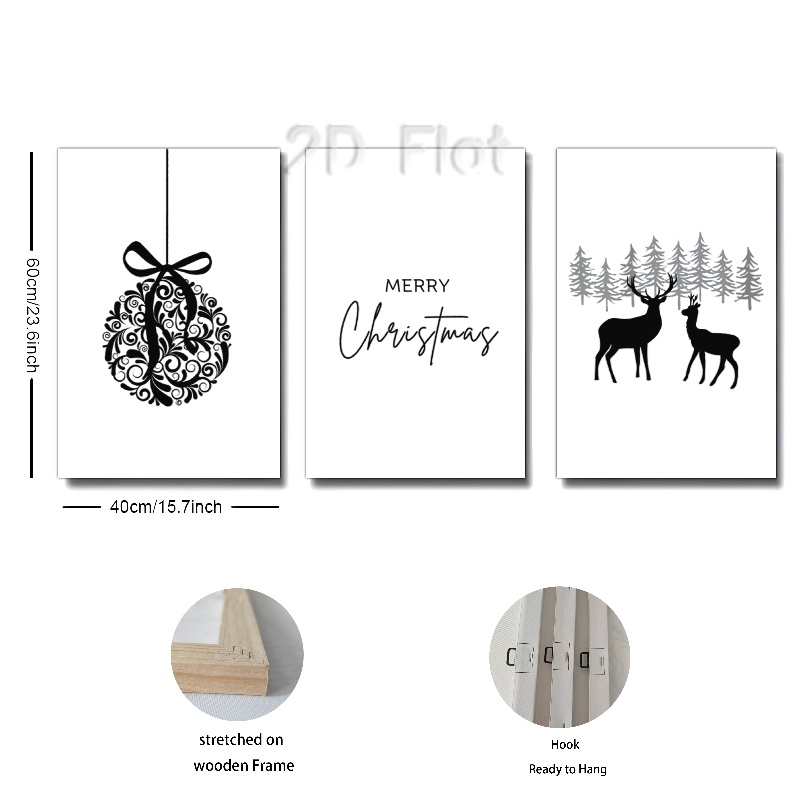 2D Flat
60cm/23.6inch
MERRY
Christmas
40cm/15.7inch
stretched on
wooden Frame
Hook
Ready to Hang